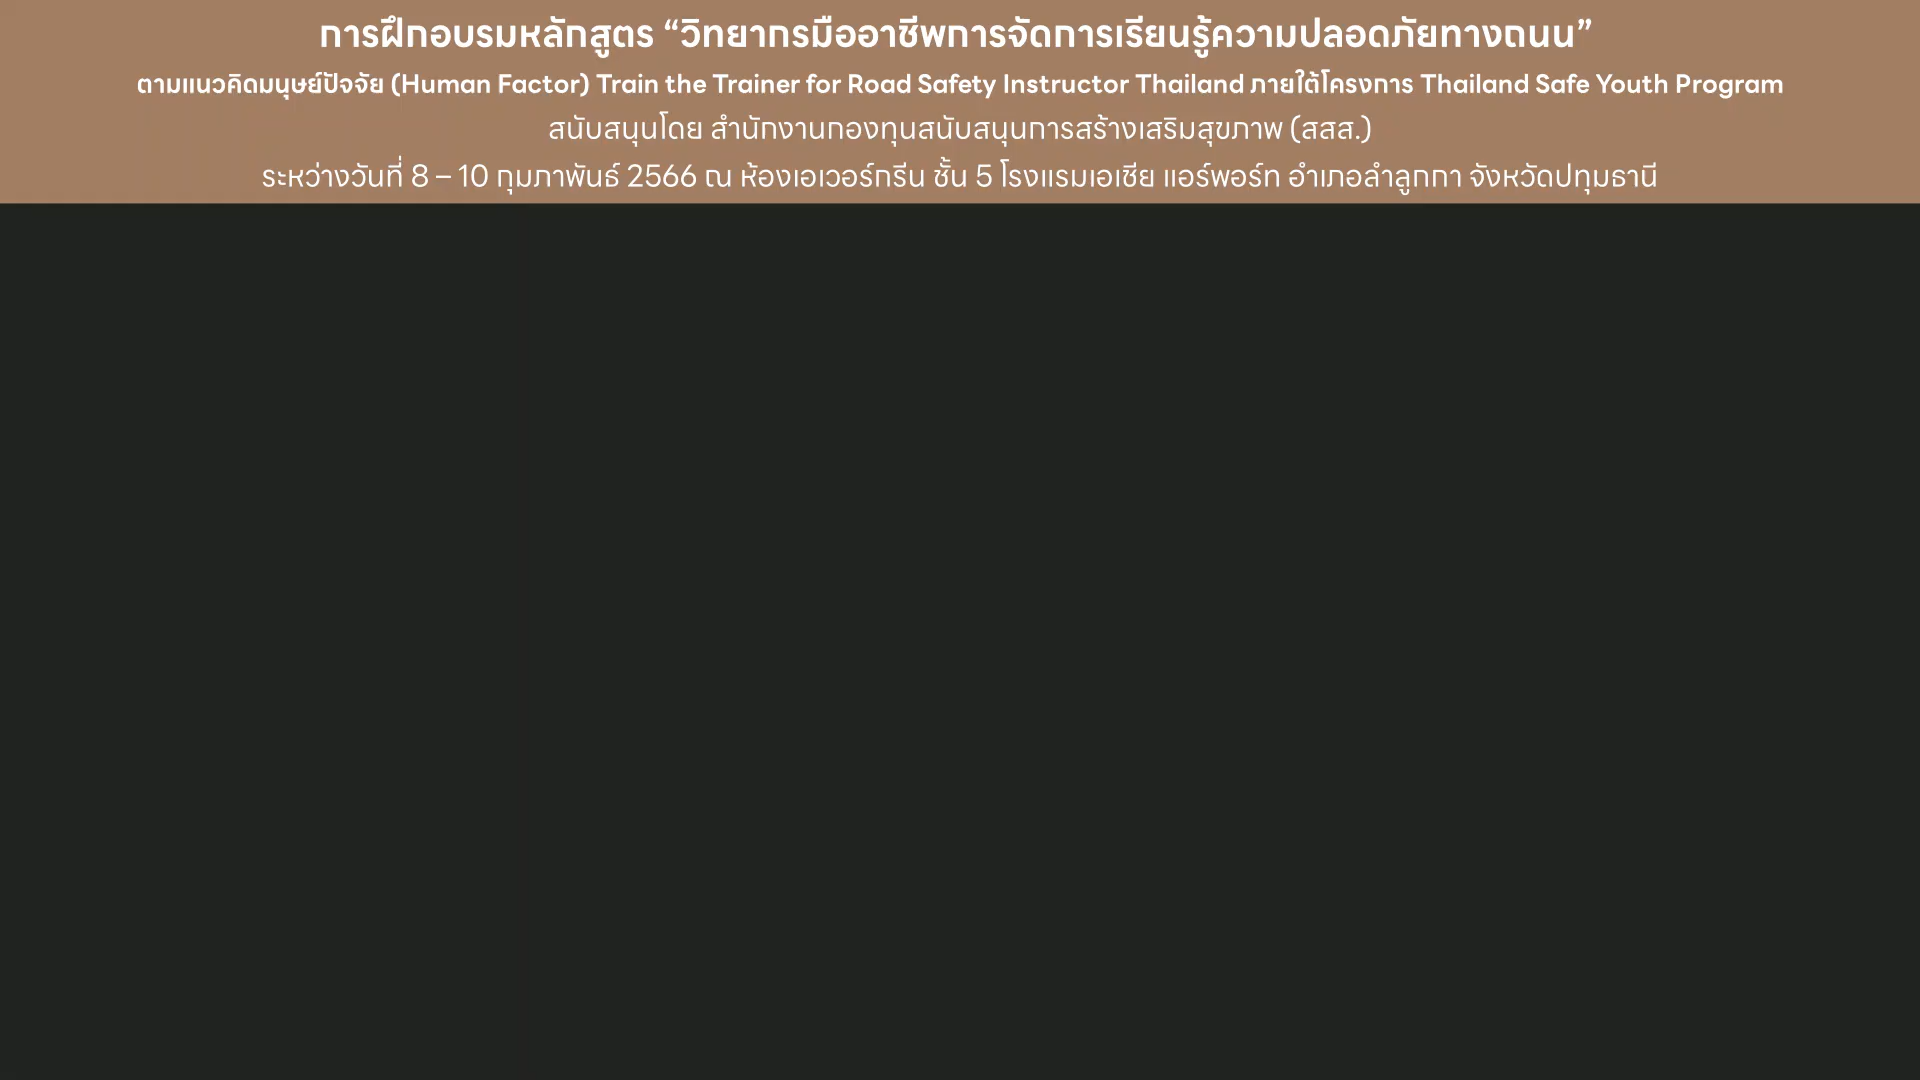 การฝึกอบรมหลักสูตร “วิทยากรมืออาชีพการจัดการเรียนรู้ความปลอดภัยทางถนน”
ตามแนวคิดมนุษย์ปัจจัย (Human Factor) Train the Trainer for Road Safety Instructor Thailand ภายใต้โครงการ Thailand Safe Youth Program
สนับสนุนโดย สำนักงานกองทุนสนับสนุนการสร้างเสริมสุขภาพ (สสส.)
ระหว่างวันที่ 8 – 10 กุมภาพันธ์ 2566 ณ ห้องเอเวอร์กรีน ชั้น 5 โรงแรมเอเชีย แอร์พอร์ท อำเภอลำลูกกา จังหวัดปทุมธานี